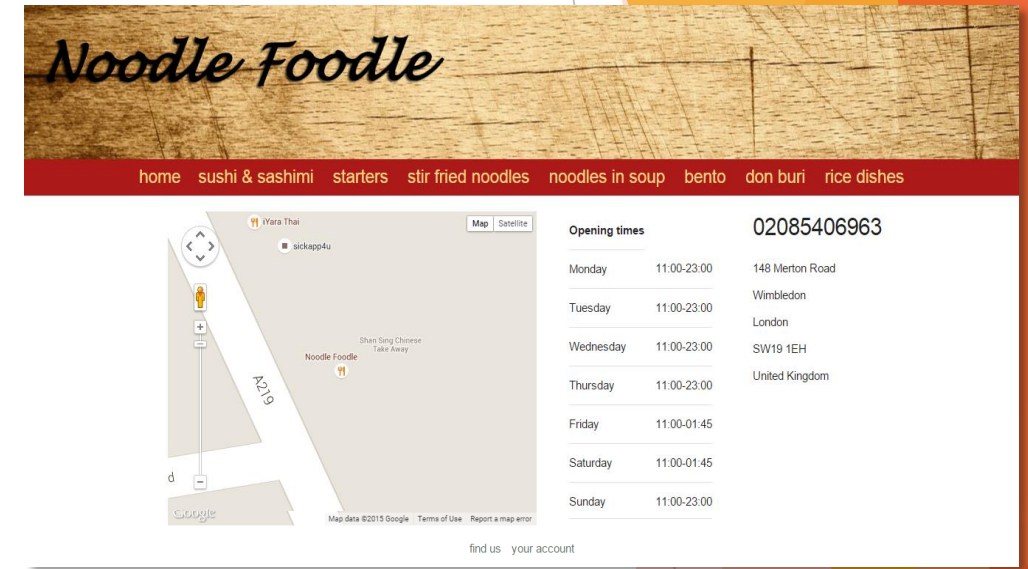 Noodle Foodle
home sushi & sashimi starters stir fried noodles noodles in soup bento don buri rice dishes
iYara Thai
sickapp4u
Map Satellite
Shan Sing Chinese
Take Away
Noodle Foodle
A219
d
Google
Map data ©2015 Google Terms of Use Report a map error
Opening times
Monday 11:00-23:00
Tuesday 11:00-23:00
Wednesday 11:00-23:00
Thursday 11:00-23:00
Friday 11:00-01:45
Saturday 11:00-01:45
Sunday 11:00-23:00
02085406963
148 Merton Road
Wimbledon
London
SW19 1EH
United Kingdom
find us your account